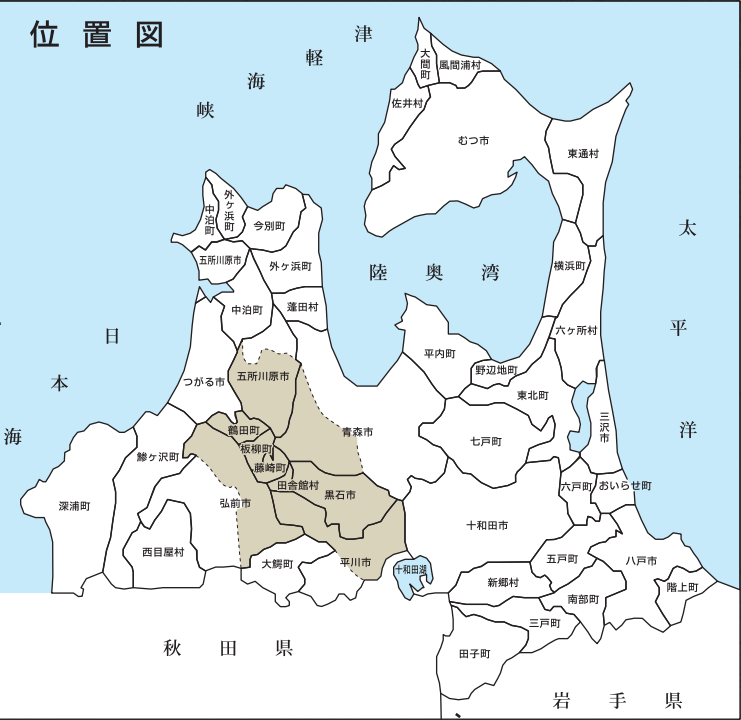 位置図
津軽海峡
大間町
風間浦村
佐井村
むつ市
東通村
外ヶ浜町
中泊町
今別町
五所川原市
外ヶ浜町
太平洋
陸奥湾
横浜町
中泊町
蓬田村
六ヶ所村
日本海
平内町
野辺地町
五所川原市
つがる市
東北町
三沢市
鶴田町
青森市
七戸町
板柳町
鰺ヶ沢町
藤崎町
田舎館村
黒石市
六戸町
おいらせ町
深浦町
弘前市
十和田市
西目屋村
大鰐町
平川市
十和田湖
五戸町
八戸市
新郷村
南部町
階上町
三戸町
田子町
秋田県
岩手県